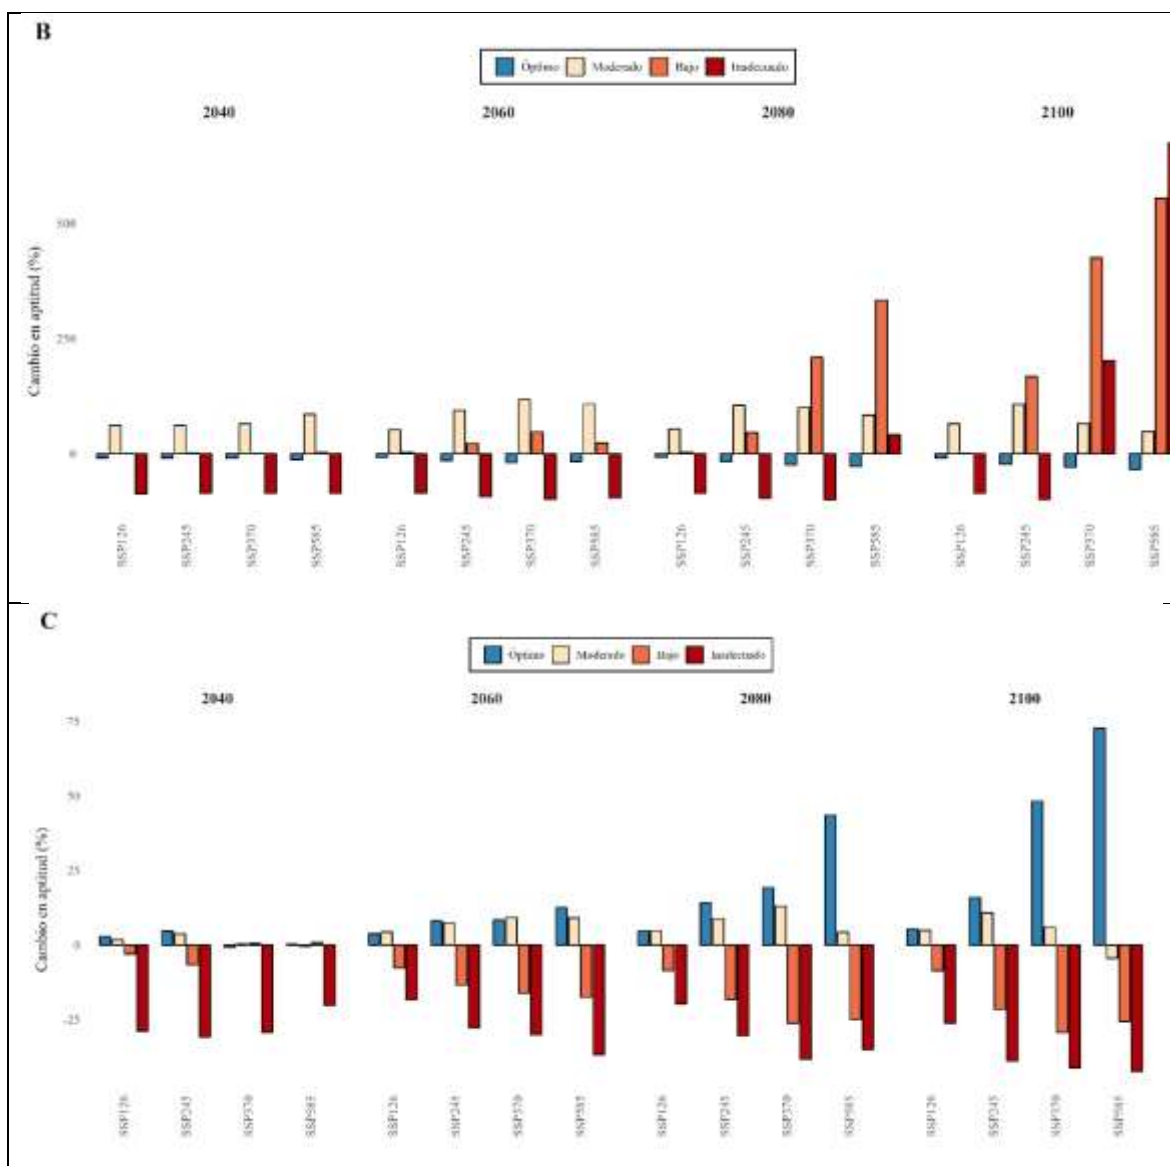 B
Óptimo Moderado Bajo Inadecuado
2040 2060 2080 2100
Cambio en aptitud (%)
500
250
0
SSP126 SSP245 SSP370 SSP585 SSP126 SSP245 SSP370 SSP585 SSP126 SSP245 SSP370 SSP585 SSP126 SSP245 SSP370 SSP585
C
Óptimo Moderado Bajo Inadecuado
2040 2060 2080 2100
Cambio en aptitud (%)
75
50
25
0
-25
SSP126 SSP245 SSP370 SSP585 SSP126 SSP245 SSP370 SSP585 SSP126 SSP245 SSP370 SSP585 SSP126 SSP245 SSP370 SSP585